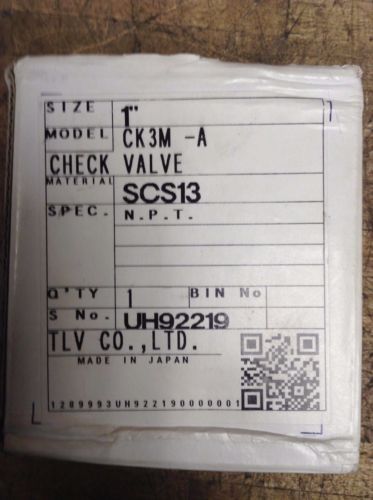 SIZE 1"
MODEL CK3M -A
CHECK VALVE
MATERIAL SCS13
SPEC. N.P.T.
Q'TY 1 BIN No
S No. UH92219
TLV CO.,LTD.
MADE IN JAPAN
1289993UH922190000001